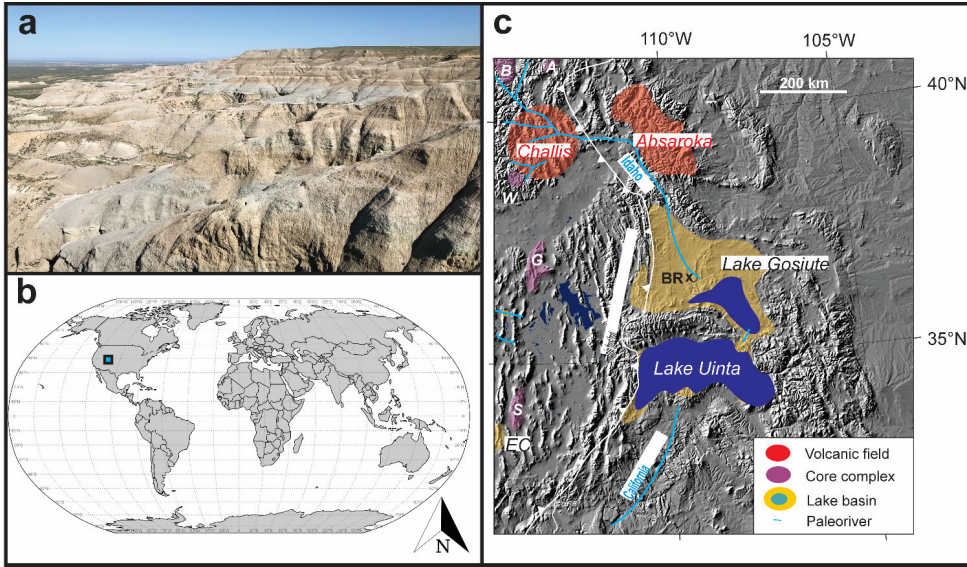 a
b
N
c
110°W
105°W
40°N
200 km
B
A
Challis
Absaroka
W
Idaho
G
Lake Gosiute
BR x
35°N
Lake Uinta
S
EC
California
Volcanic field
Core complex
Lake basin
Paleoriver